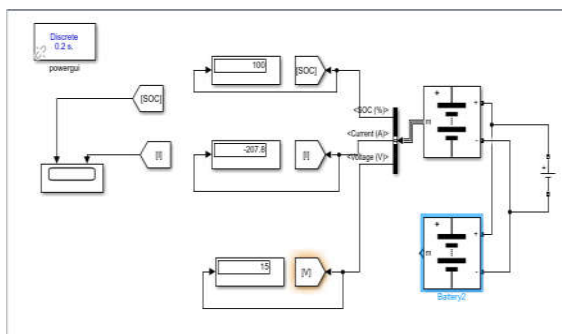 Discrete
0.2 s.
powergui
[SOC]
[I]
100
[SOC]
<SOC (%)>
-207.8
[I]
<Current (A)>
<Voltage (V)>
15
[V]
+
m
-
+
+
m
+
-
Battery2